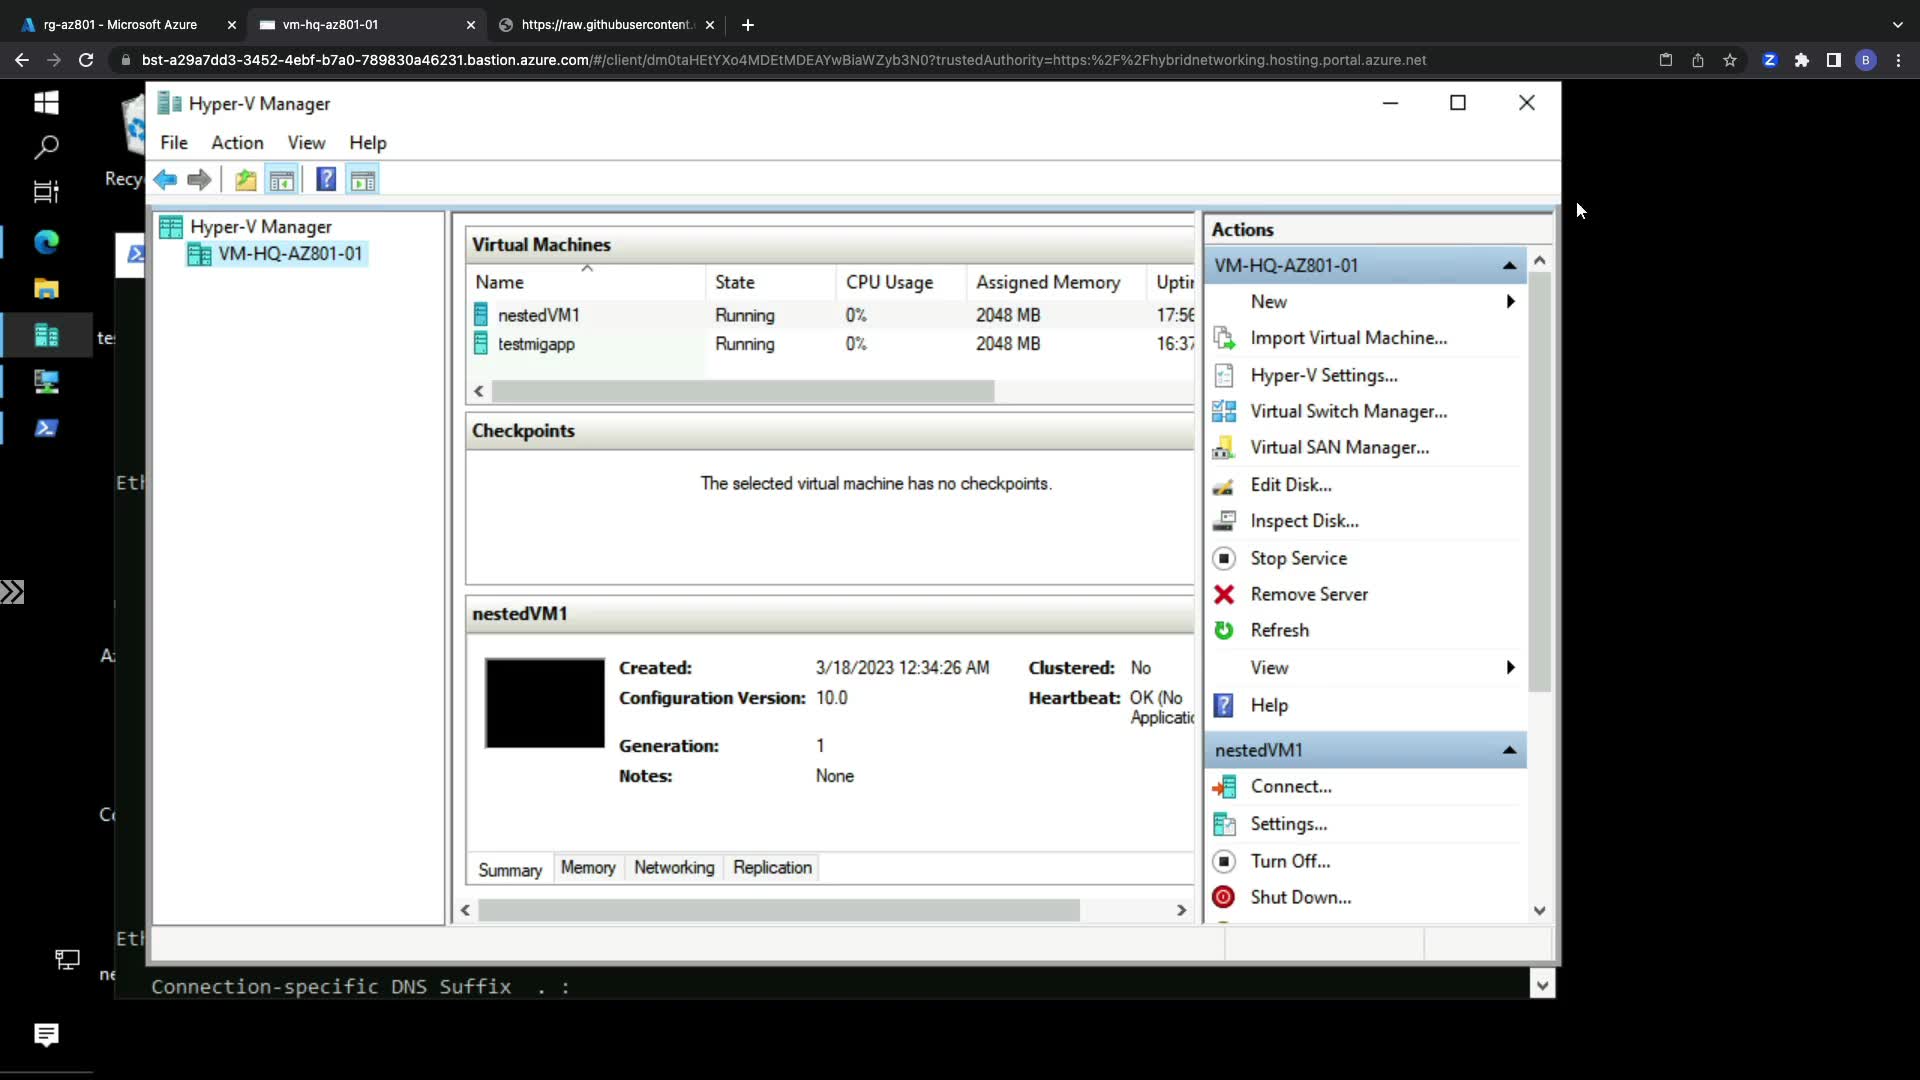 rg-az801 - Microsoft Azure
vm-hq-az801-01
https://raw.githubusercontent.
bst-a29a7dd3-3452-4ebf-b7a0-789830a46231.bastion.azure.com/#/client/dm0taHEtYXo4MDEtMDEAYwBiaWZyb3N0?trustedAuthority=https:%2F%2Fhybridnetworking.hosting.portal.azure.net
B
Hyper-V Manager
File Action View Help
Recy
Hyper-V Manager
VM-HQ-AZ801-01
Virtual Machines
Name State CPU Usage Assigned Memory Uptim
nestedVM1 Running 0% 2048 MB 17:56
testmigapp Running 0% 2048 MB 16:37
Checkpoints
The selected virtual machine has no checkpoints.
nestedVM1
Created: 3/18/2023 12:34:26 AM Clustered: No
Configuration Version: 10.0 Heartbeat: OK (No
Applicatio
Generation: 1
Notes: None
Summary Memory Networking Replication
Actions
VM-HQ-AZ801-01
New
Import Virtual Machine...
Hyper-V Settings...
Virtual Switch Manager...
Virtual SAN Manager...
Edit Disk...
Inspect Disk...
Stop Service
Remove Server
Refresh
View
Help
nestedVM1
Connect...
Settings...
Turn Off...
Shut Down...
tes
Eth
Az
Co
Eth
ne
Connection-specific DNS Suffix . :